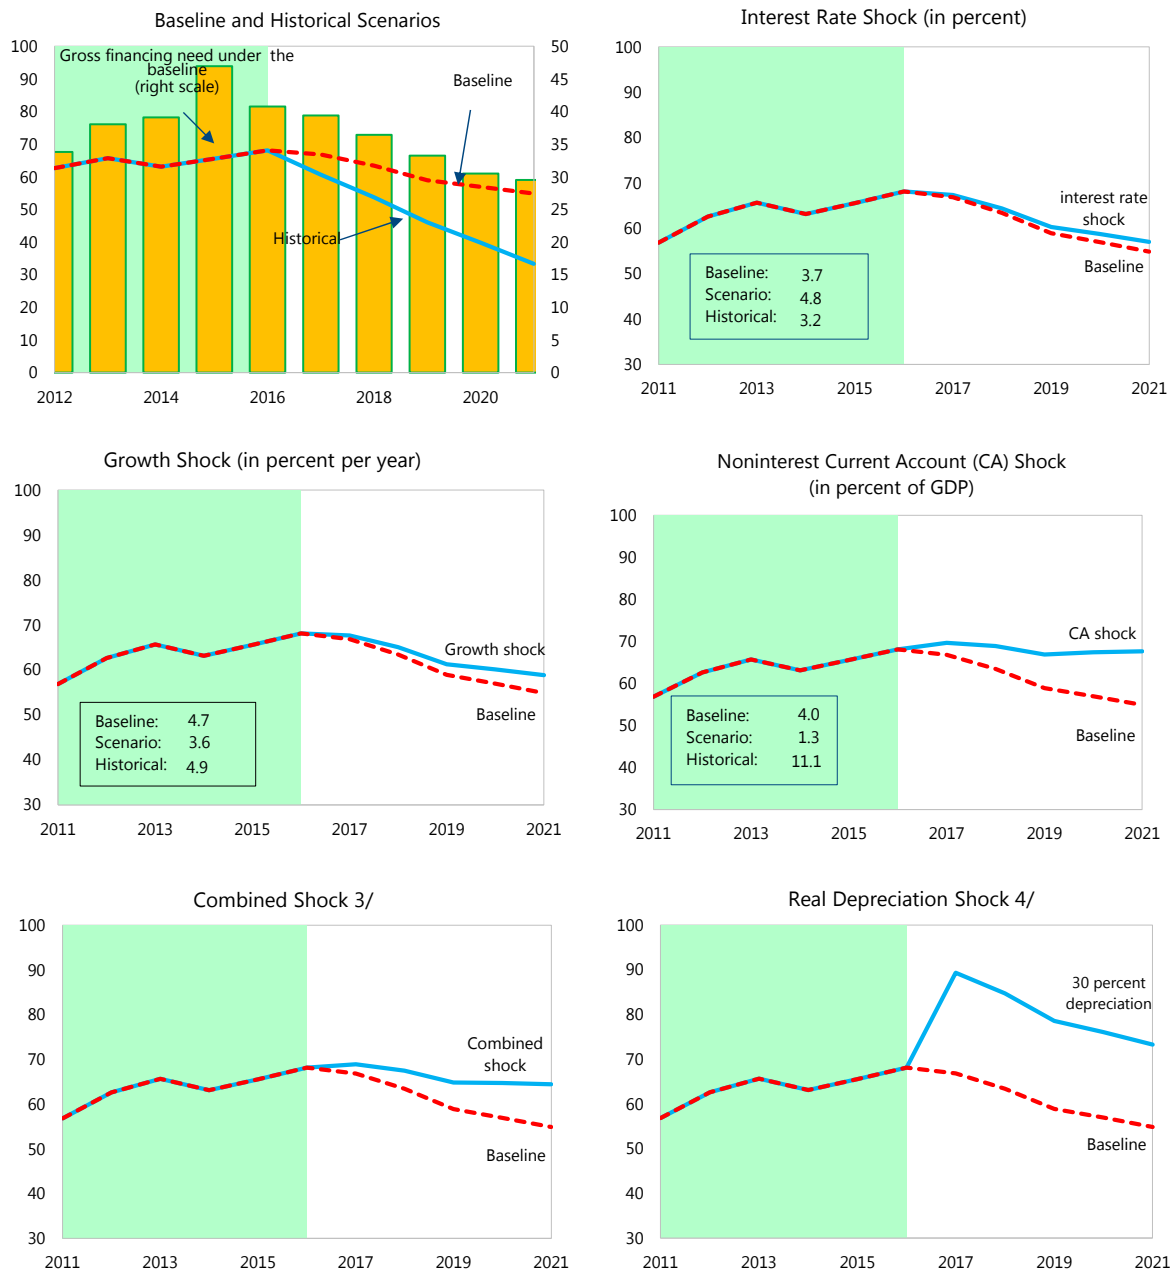 Baseline and Historical Scenarios
100
90
80
70
60
50
40
30
20
10
0
50
45
40
35
30
25
20
15
10
5
0
Gross financing need under the
baseline
(right scale)
Baseline
Historical
2012 2014 2016 2018 2020
Interest Rate Shock (in percent)
100
90
80
70
60
50
40
30
interest rate
shock
Baseline
Baseline: 3.7
Scenario: 4.8
Historical: 3.2
2011 2013 2015 2017 2019 2021
Growth Shock (in percent per year)
100
90
80
70
60
50
40
30
Growth shock
Baseline
Baseline: 4.7
Scenario: 3.6
Historical: 4.9
2011 2013 2015 2017 2019 2021
Noninterest Current Account (CA) Shock
(in percent of GDP)
100
90
80
70
60
50
40
30
CA shock
Baseline
Baseline: 4.0
Scenario: 1.3
Historical: 11.1
2011 2013 2015 2017 2019 2021
Combined Shock 3/
100
90
80
70
60
50
40
30
Combined
shock
Baseline
2011 2013 2015 2017 2019 2021
Real Depreciation Shock 4/
100
90
80
70
60
50
40
30
30 percent
depreciation
Baseline
2011 2013 2015 2017 2019 2021